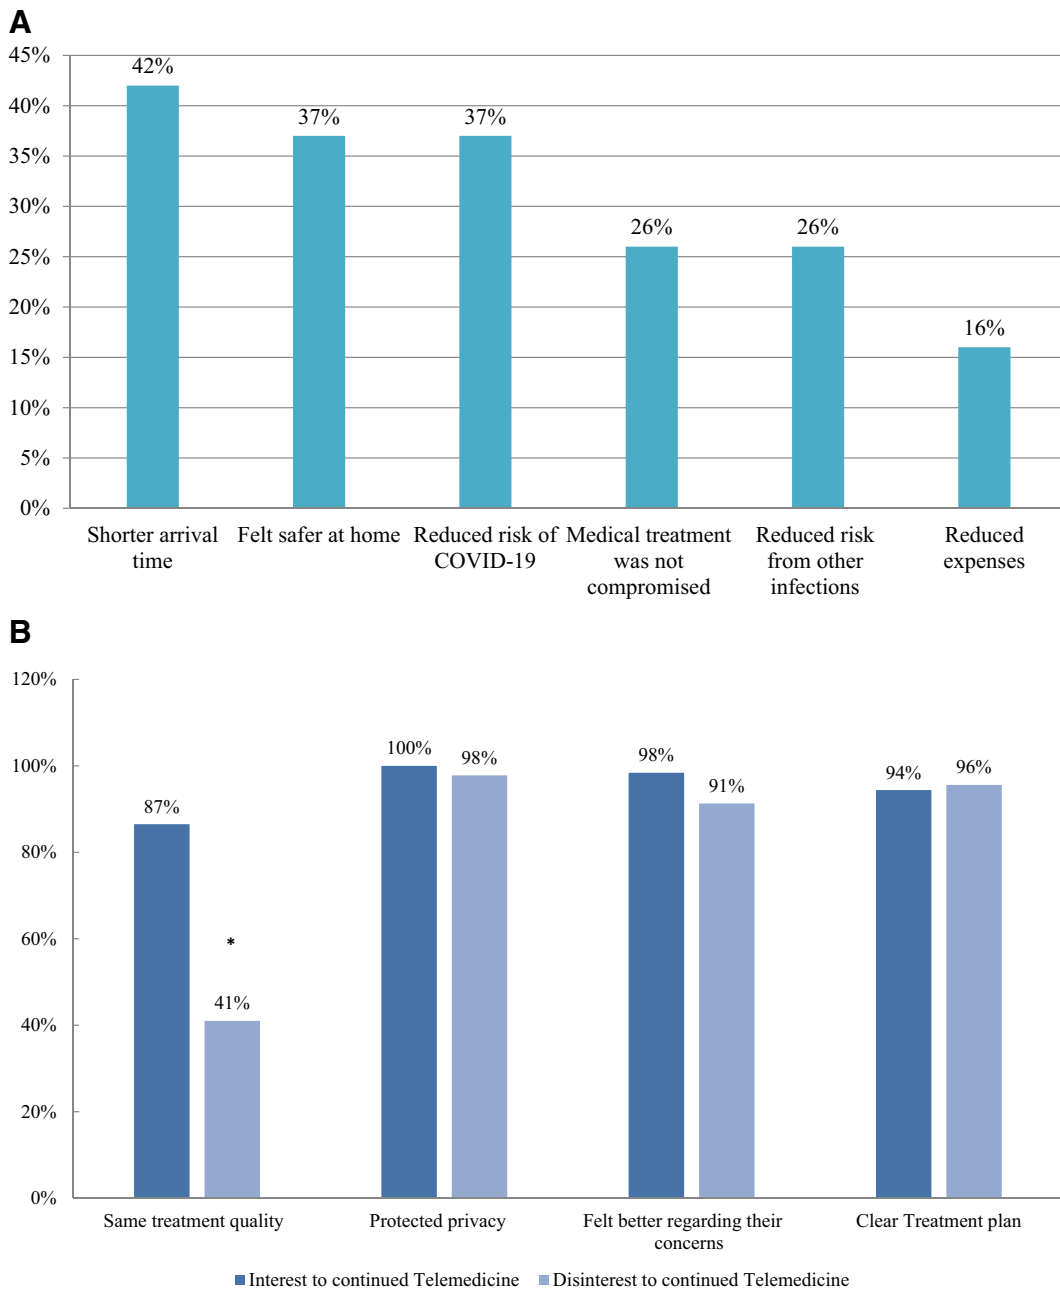 A
45%
40%
35%
30%
25%
20%
15%
10%
5%
0%
42%
37%
37%
26%
26%
16%
Shorter arrival
time
Felt safer at home
Reduced risk of
COVID-19
Medical treatment
was not
compromised
Reduced risk
from other
infections
Reduced
expenses
B
120%
100%
80%
60%
40%
20%
0%
87%
*
41%
100%
98%
98%
91%
94%
96%
Same treatment quality
Protected privacy
Felt better regarding their
concerns
Clear Treatment plan
Interest to continued Telemedicine
Disinterest to continued Telemedicine